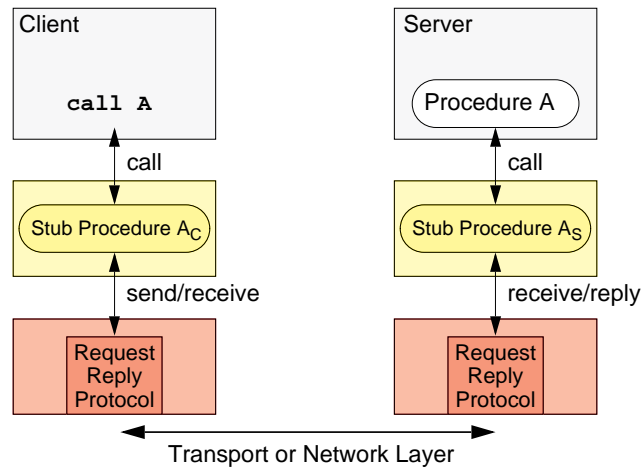 Client
call A
call
Stub Procedure AC
send/receive
Request
Reply
Protocol
Server
Procedure A
call
Stub Procedure AS
receive/reply
Request
Reply
Protocol
Transport or Network Layer